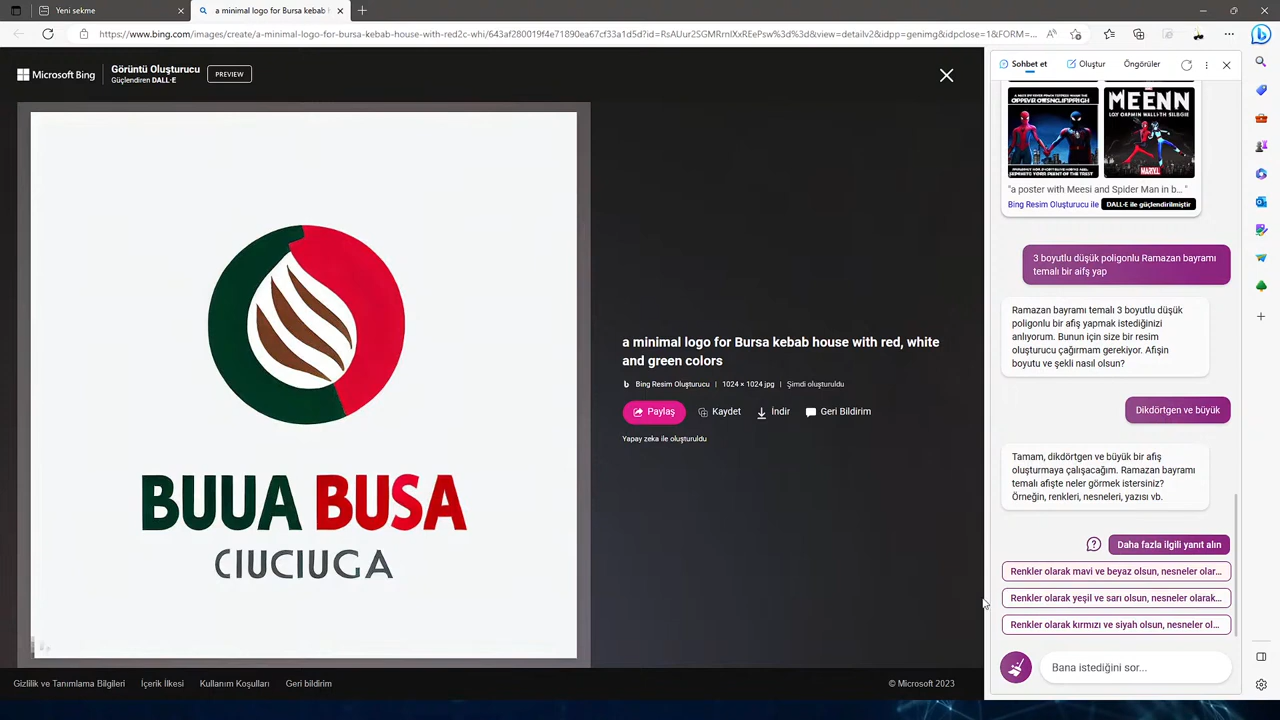 Yeni sekme
a minimal logo for Bursa kebab h
https://www.bing.com/images/create/a-minimal-logo-for-bursa-kebab-house-with-red2c-whi/643af280019f4e71890ea67cf33a1d5d?id=RsAUur2SGMRrnIXxREePsw%3d%3d&view=detailv2&idpp=genimg&idpclose=1&FORM=...
Microsoft Bing
Görüntü Oluşturucu
Güçlendiren DALL·E
PREVIEW
BUUA BUSA
CIUCIUGA
a minimal logo for Bursa kebab house with red, white
and green colors
Bing Resim Oluşturucu | 1024 × 1024 jpg | Şimdi oluşturuldu
Paylaş Kaydet İndir Geri Bildirim
Yapay zeka ile oluşturuldu
Gizlilik ve Tanımlama Bilgileri İçerik İlkesi Kullanım Koşulları Geri bildirim
© Microsoft 2023
Sohbet et Oluştur Öngörüler
MEENN
MARVEL
"a poster with Meesi and Spider Man in b... "
Bing Resim Oluşturucu ile DALL-E ile güçlendirilmiştir
3 boyutlu düşük poligonlu Ramazan bayramı
temalı bir aifş yap
Ramazan bayramı temalı 3 boyutlu düşük
poligonlu bir afiş yapmak istediğinizi
anlıyorum. Bunun için size bir resim
oluşturucu çağırmam gerekiyor. Afişin
boyutu ve şekli nasıl olsun?
Dikdörtgen ve büyük
Tamam, dikdörtgen ve büyük bir afiş
oluşturmaya çalışacağım. Ramazan bayramı
temalı afişte neler görmek istersiniz?
Örneğin, renkleri, nesneleri, yazısı vb.
Daha fazla ilgili yanıt alın
Renkler olarak mavi ve beyaz olsun, nesneler olar...
Renkler olarak yeşil ve sarı olsun, nesneler olarak...
Renkler olarak kırmızı ve siyah olsun, nesneler ol...
Bana istediğini sor...